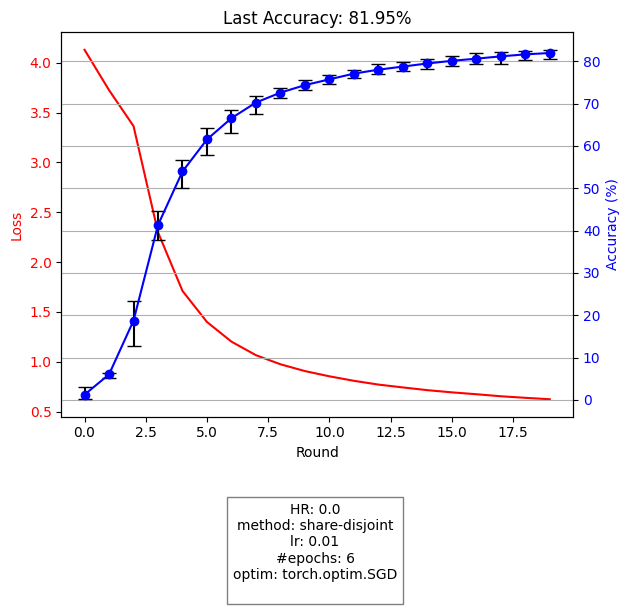 Last Accuracy: 81.95%
4.0
3.5
3.0
2.5
2.0
1.5
1.0
0.5
Loss
80
70
60
50
40
30
20
10
0
Accuracy (%)
0.0 2.5 5.0 7.5 10.0 12.5 15.0 17.5
Round
HR: 0.0
method: share-disjoint
lr: 0.01
#epochs: 6
optim: torch.optim.SGD